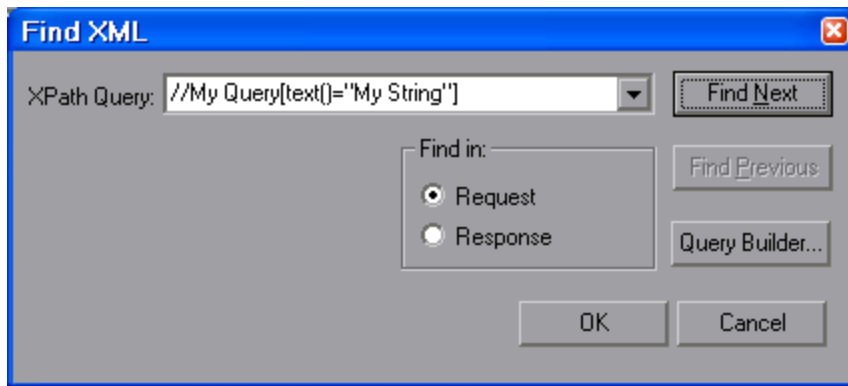 Find XML
XPath Query: //My Query[text()="My String"]
Find Next
Find in:
Request
Response
Find Previous
Query Builder...
OK
Cancel